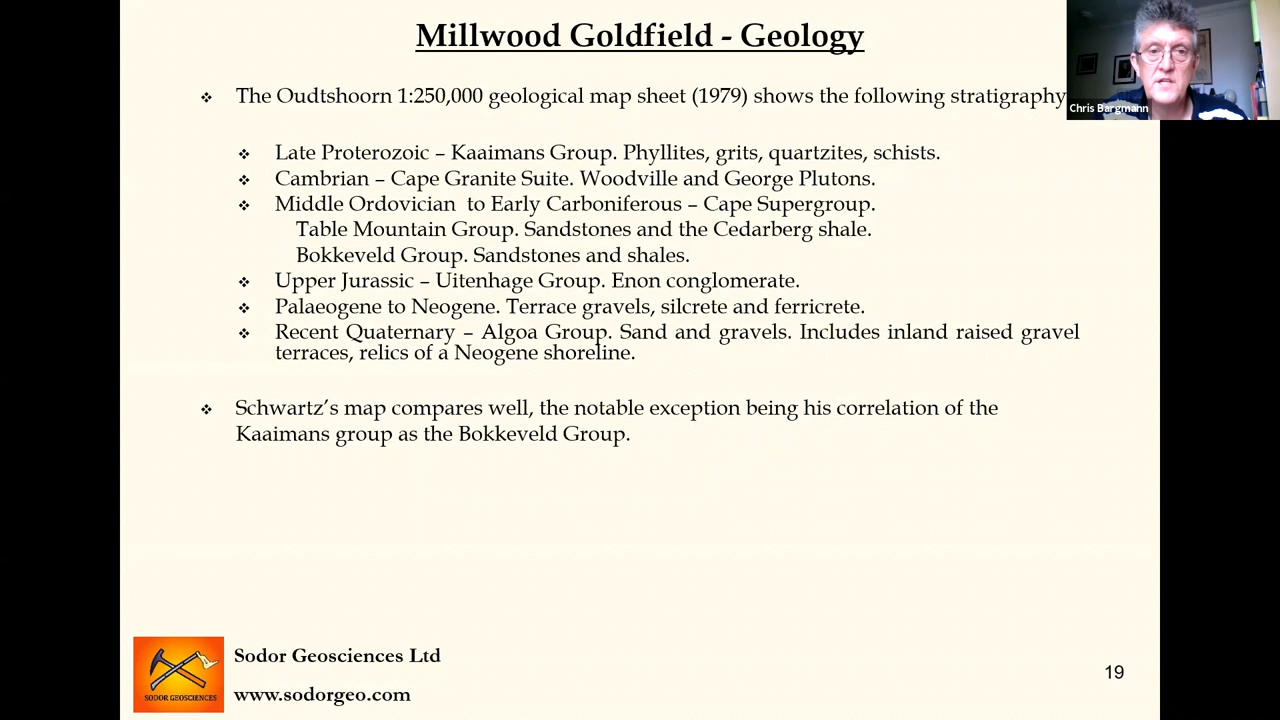 Millwood Goldfield - Geology
Chris Bargmann
❖ The Oudtshoorn 1:250,000 geological map sheet (1979) shows the following stratigraphy
❖ Late Proterozoic – Kaaimans Group. Phyllites, grits, quartzites, schists.
❖ Cambrian – Cape Granite Suite. Woodville and George Plutons.
❖ Middle Ordovician to Early Carboniferous – Cape Supergroup.
Table Mountain Group. Sandstones and the Cedarberg shale.
Bokkeveld Group. Sandstones and shales.
❖ Upper Jurassic – Uitenhage Group. Enon conglomerate.
❖ Palaeogene to Neogene. Terrace gravels, silcrete and ferricrete.
❖ Recent Quaternary – Algoa Group. Sand and gravels. Includes inland raised gravel
terraces, relics of a Neogene shoreline.
❖ Schwartz’s map compares well, the notable exception being his correlation of the
Kaaimans group as the Bokkeveld Group.
SODOR GEOSCIENCES
Sodor Geosciences Ltd
www.sodorgeo.com
19